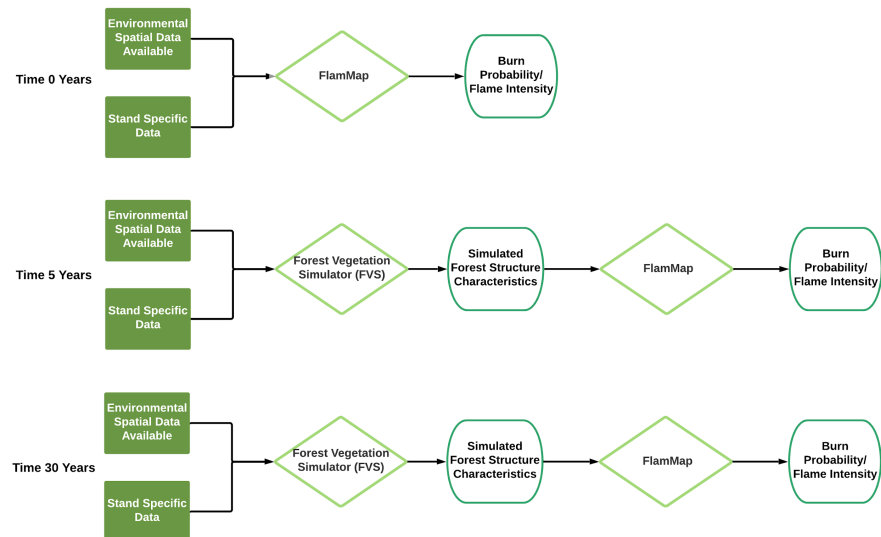 Environmental
Spatial Data
Available
Time 0 Years
Stand Specific
Data
FlamMap
Burn
Probability/
Flame Intensity
Environmental
Spatial Data
Available
Time 5 Years
Stand Specific
Data
Forest Vegetation
Simulator (FVS)
Simulated
Forest Structure
Characteristics
FlamMap
Burn
Probability/
Flame Intensity
Environmental
Spatial Data
Available
Time 30 Years
Stand Specific
Data
Forest Vegetation
Simulator (FVS)
Simulated
Forest Structure
Characteristics
FlamMap
Burn
Probability/
Flame Intensity